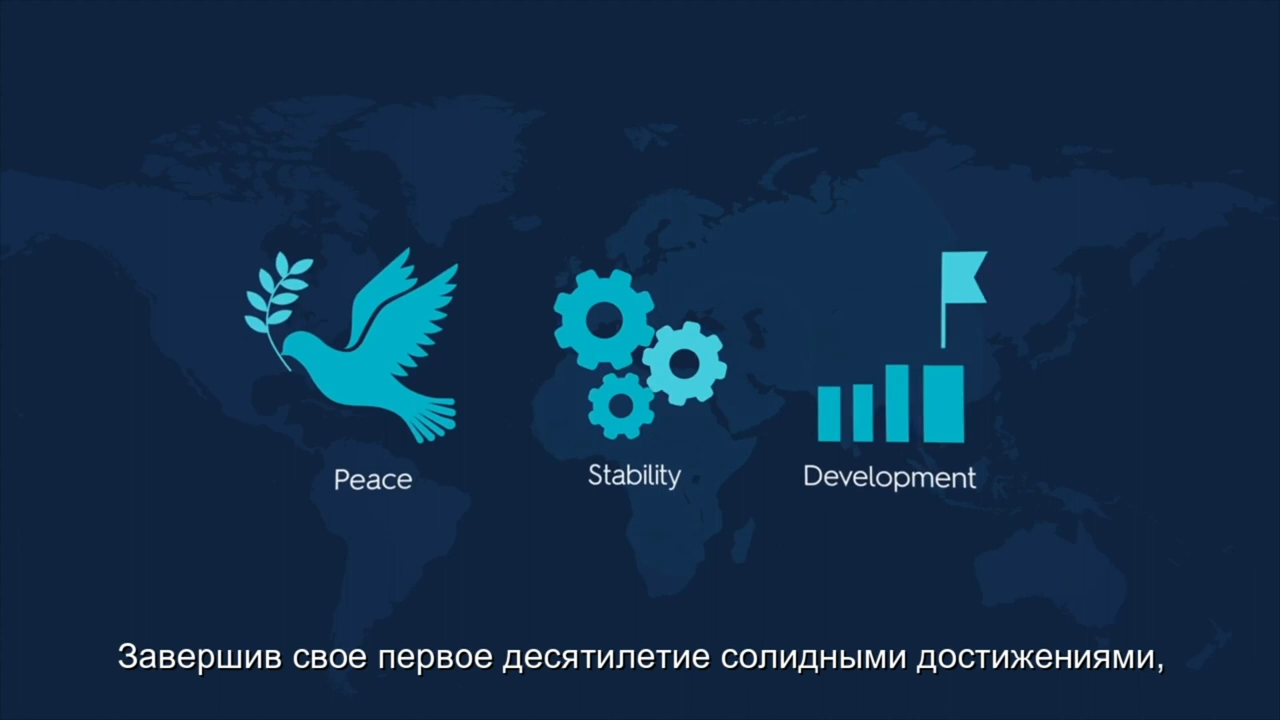 Peace
Stability
Development
Завершив свое первое десятилетие солидными достижениями,